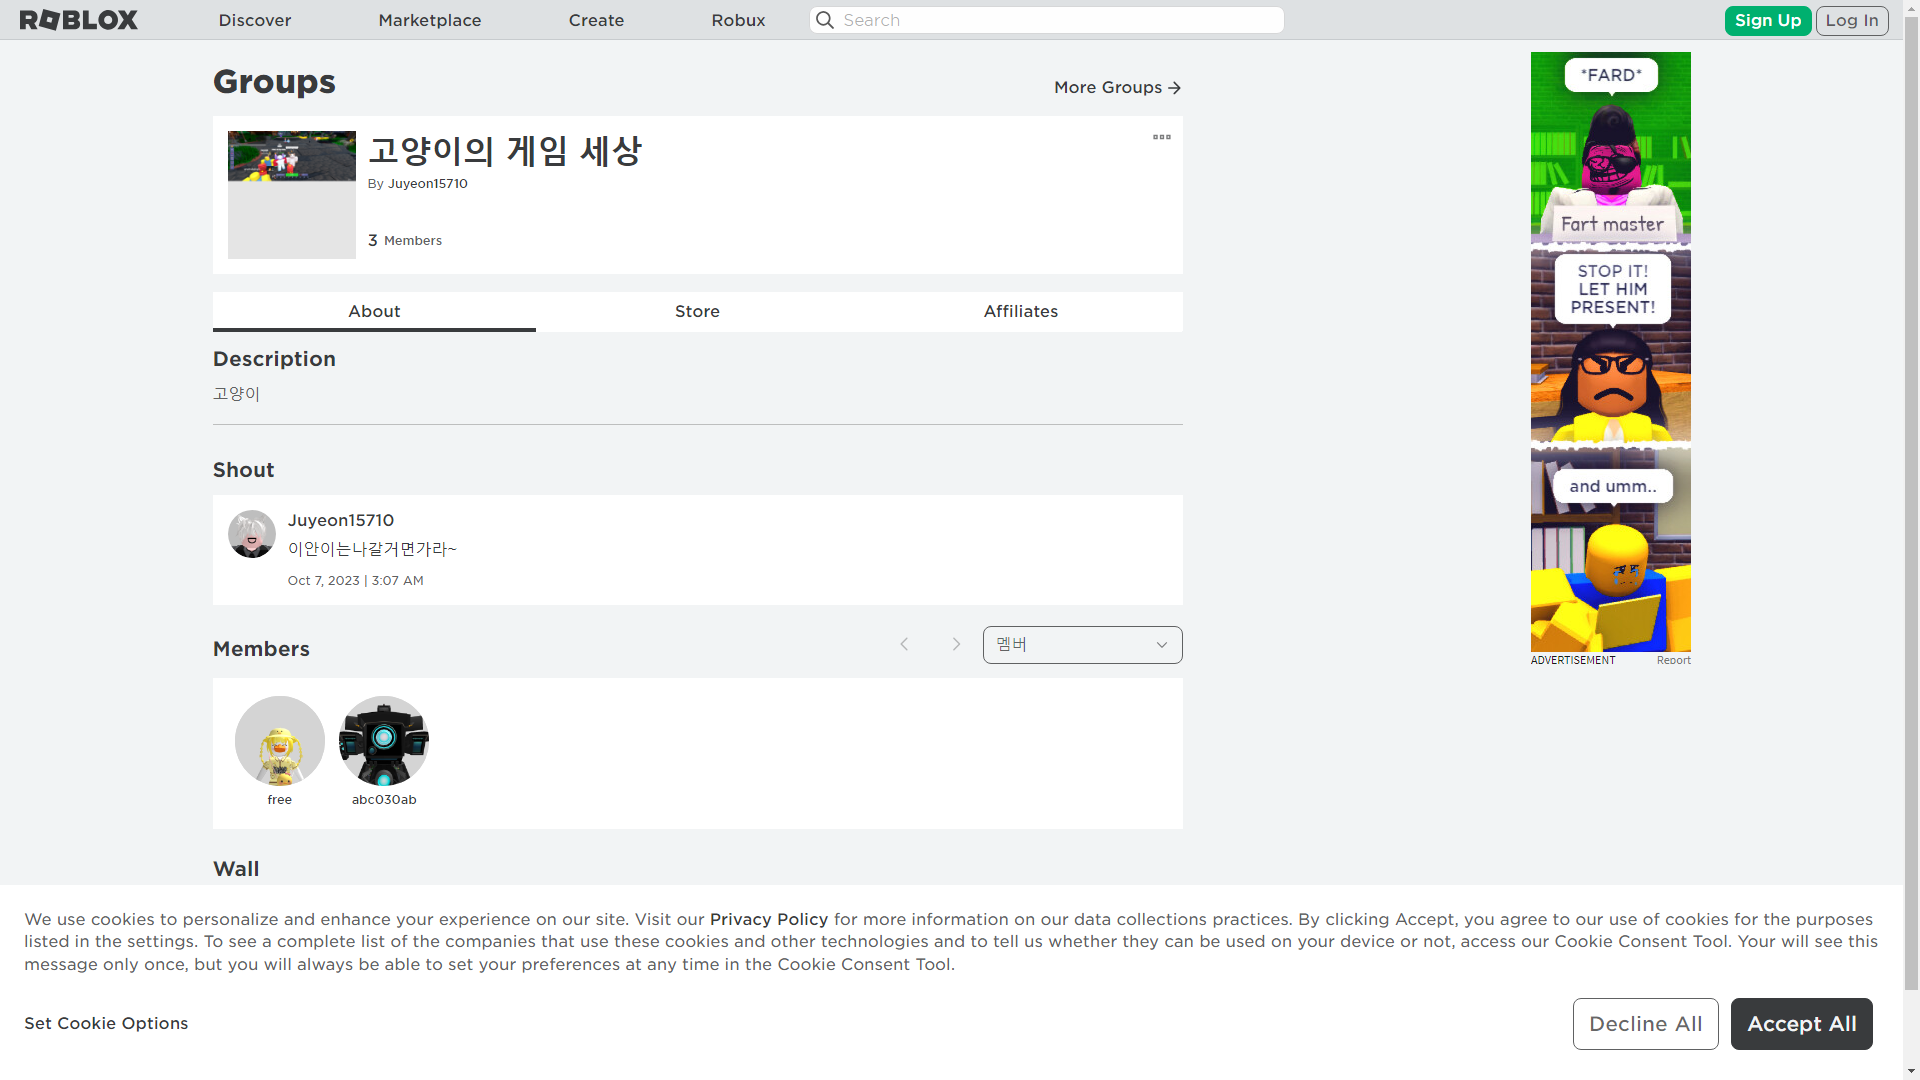 ROBLOX
Discover
Marketplace
Create
Robux
Search
Sign Up
Log In
Groups
More Groups
고양이의 게임 세상
By Juyeon15710
3 Members
About
Store
Affiliates
Description
고양이
Shout
Juyeon15710
이안이는나갈거면가라~
Oct 7, 2023 | 3:07 AM
Members
멤버
free
abc030ab
Wall
*FARD*
Fart master
STOP IT!
LET HIM
PRESENT!
and umm..
ADVERTISEMENT
Report
We use cookies to personalize and enhance your experience on our site. Visit our Privacy Policy for more information on our data collections practices. By clicking Accept, you agree to our use of cookies for the purposes
listed in the settings. To see a complete list of the companies that use these cookies and other technologies and to tell us whether they can be used on your device or not, access our Cookie Consent Tool. Your will see this
message only once, but you will always be able to set your preferences at any time in the Cookie Consent Tool.
Set Cookie Options
Decline All
Accept All